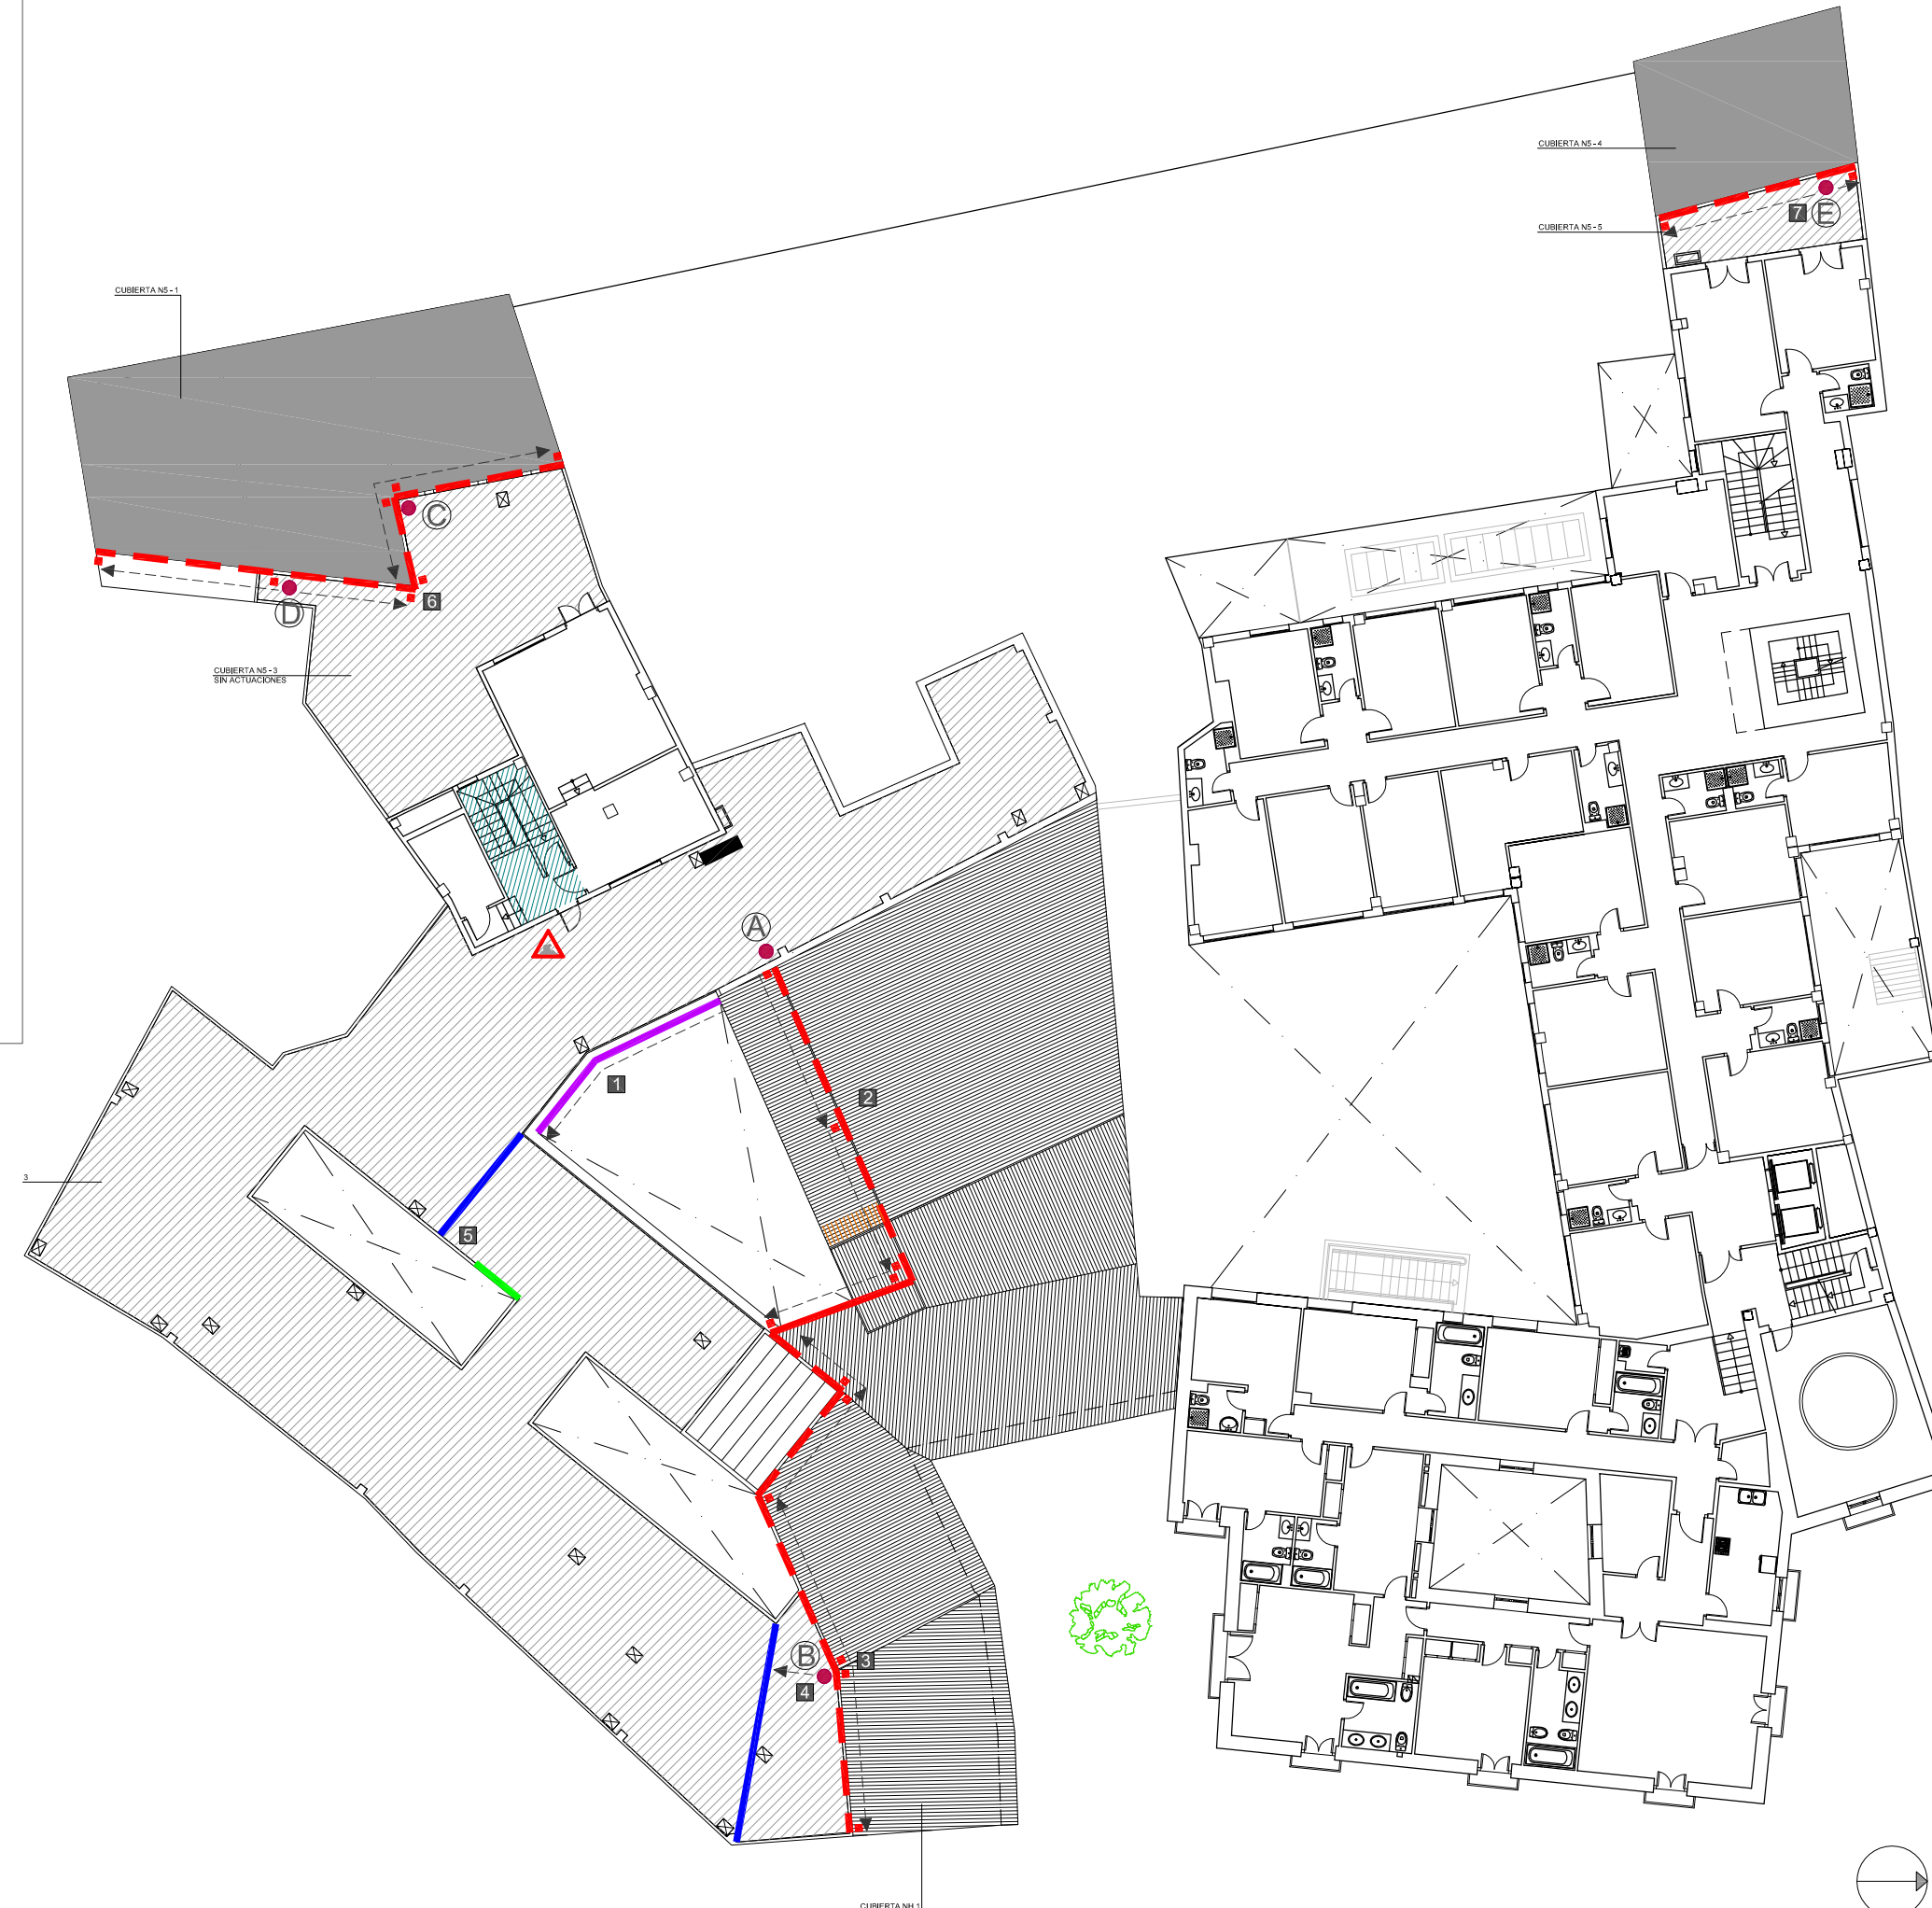 CUBIERTA N5 - 4
CUBIERTA N5 - 5
7
E
CUBIERTA N5 - 1
C
D
6
CUBIERTA N5 - 3
SIN ACTUACIONES
A
1
2
3
5
B
3
4
CUBIERTA NH 1